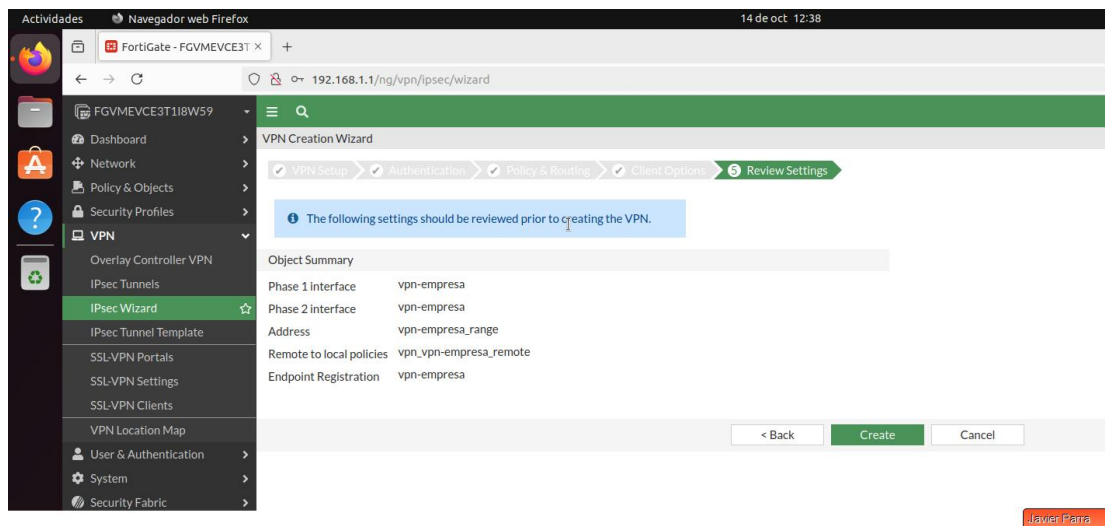 Actividades Navegador web Firefox 14 de oct 12:38
FortiGate - FGVMEVCE3T × +
192.168.1.1/ng/vpn/ipsec/wizard
FGVMEVCE3T1I8W59
Dashboard
Network
Policy & Objects
Security Profiles
VPN
Overlay Controller VPN
IPsec Tunnels
IPsec Wizard
IPsec Tunnel Template
SSL-VPN Portals
SSL-VPN Settings
SSL-VPN Clients
VPN Location Map
User & Authentication
System
Security Fabric
VPN Creation Wizard
VPN Setup Authentication Policy & Routing Client Options 5 Review Settings
The following settings should be reviewed prior to creating the VPN.
Object Summary
Phase 1 interface vpn-empresa
Phase 2 interface vpn-empresa
Address vpn-empresa_range
Remote to local policies vpn_vpn-empresa_remote
Endpoint Registration vpn-empresa
< Back Create Cancel
Javier Parra